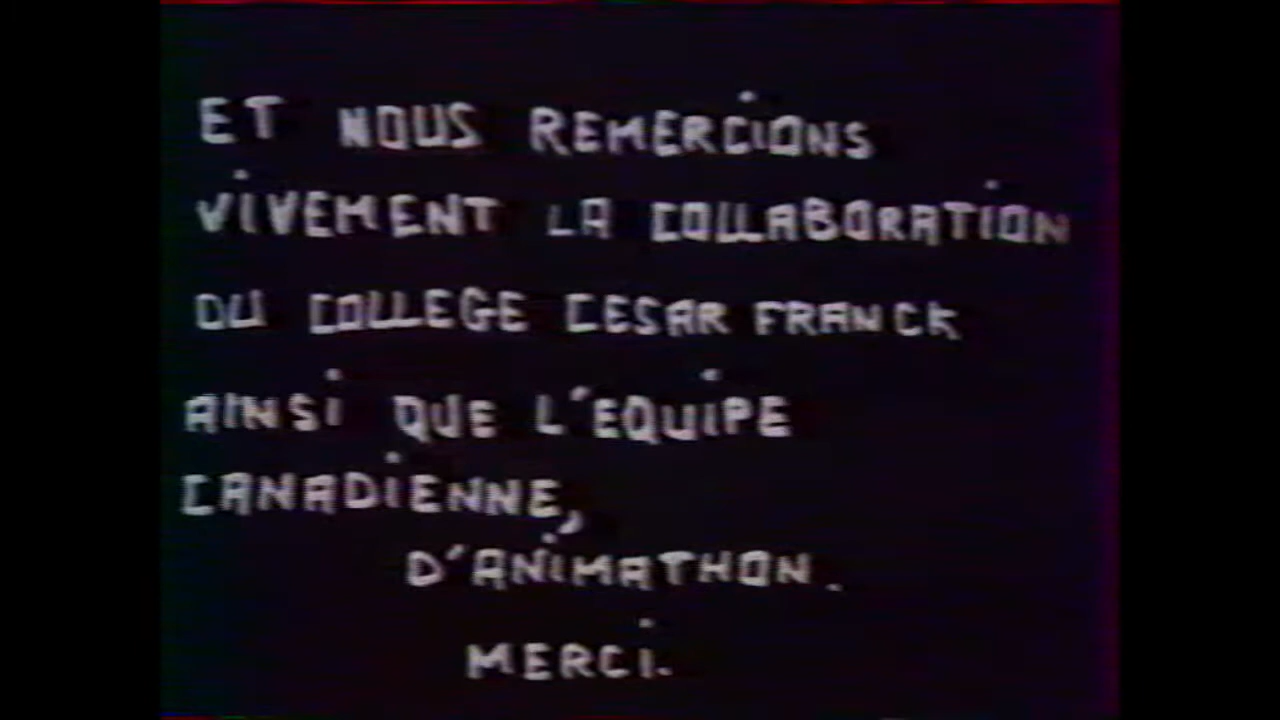 ET NOUS REMERCiONS
ViVEMENT LA COLLABORATiON
DU COLLEGE CESAR FRANCK
AINSi QUE L'EQUiPE
CANADiENNE,
D'ANiMATHON.
MERCi.